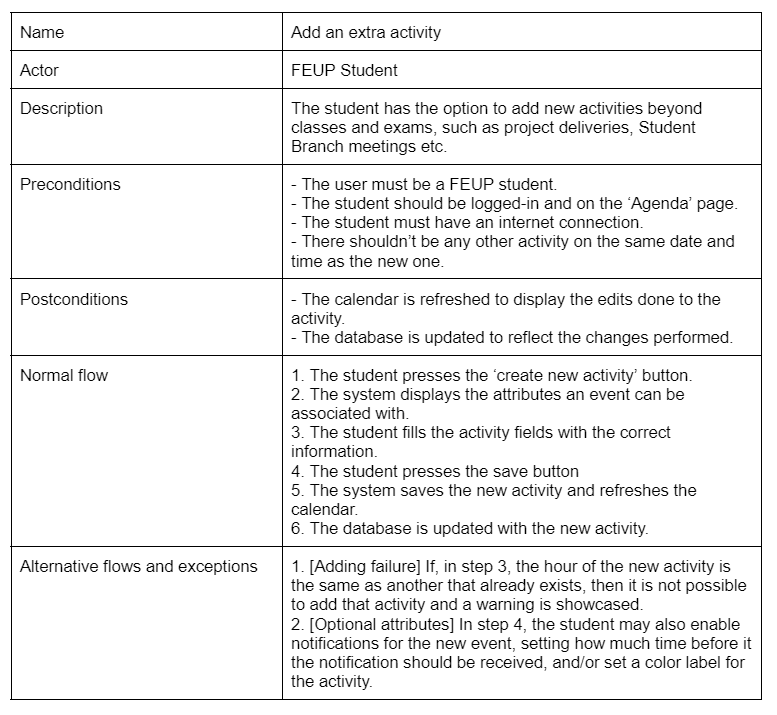 Name
Add an extra activity
Actor
FEUP Student
Description
The student has the option to add new activities beyond
classes and exams, such as project deliveries, Student
Branch meetings etc.
Preconditions
- The user must be a FEUP student.
- The student should be logged-in and on the ‘Agenda’ page.
- The student must have an internet connection.
- There shouldn’t be any other activity on the same date and
time as the new one.
Postconditions
- The calendar is refreshed to display the edits done to the
activity.
- The database is updated to reflect the changes performed.
Normal flow
1. The student presses the ‘create new activity’ button.
2. The system displays the attributes an event can be
associated with.
3. The student fills the activity fields with the correct
information.
4. The student presses the save button
5. The system saves the new activity and refreshes the
calendar.
6. The database is updated with the new activity.
Alternative flows and exceptions
1. [Adding failure] If, in step 3, the hour of the new activity is
the same as another that already exists, then it is not possible
to add that activity and a warning is showcased.
2. [Optional attributes] In step 4, the student may also enable
notifications for the new event, setting how much time before it
the notification should be received, and/or set a color label for
the activity.